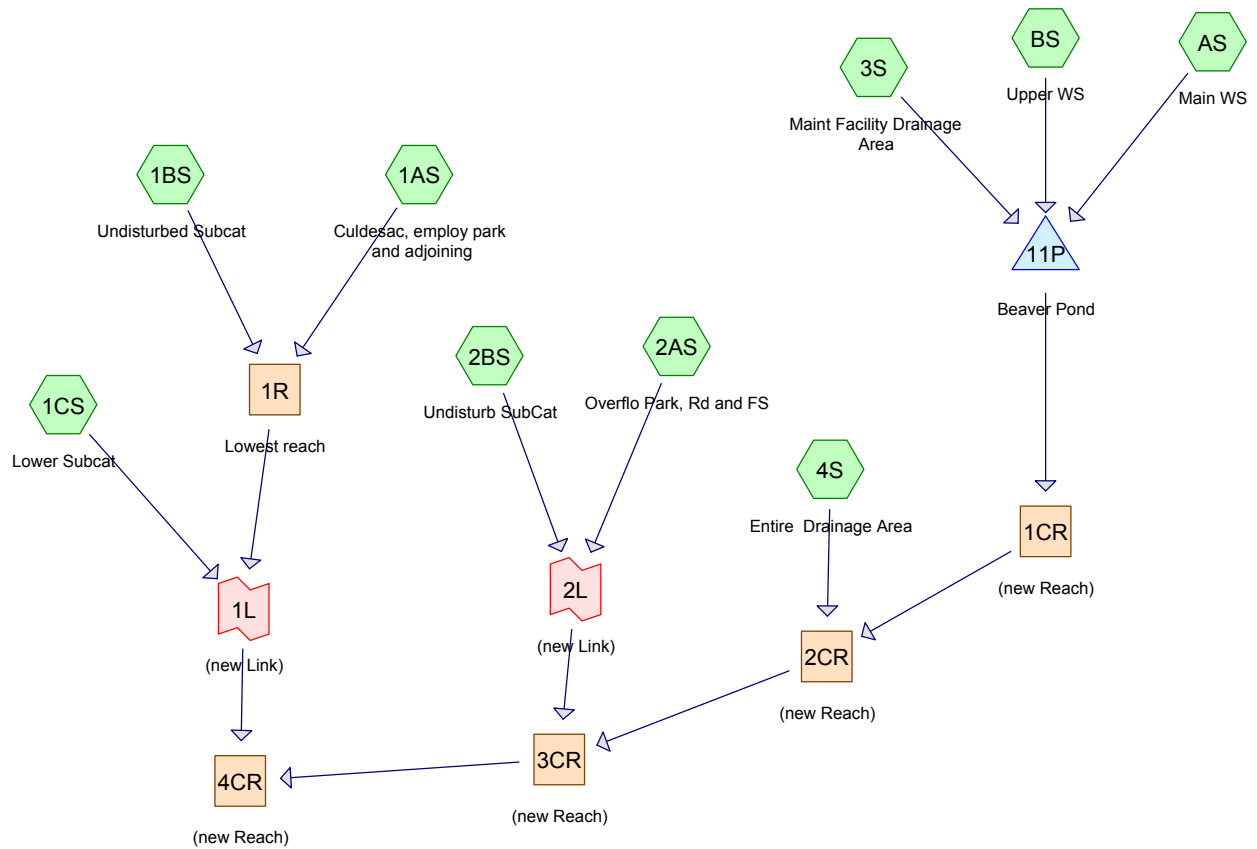 BS
AS
3S
Upper WS
Main WS
Maint Facility Drainage
Area
1BS
1AS
Undisturbed Subcat
Culdesac, employ park
and adjoining
11P
Beaver Pond
2BS
2AS
1R
1CS
Overflo Park, Rd and FS
Undisturb SubCat
Lowest reach
Lower Subcat
4S
Entire  Drainage Area
1CR
(new Reach)
2L
1L
(new Link)
(new Link)
2CR
(new Reach)
3CR
4CR
(new Reach)
(new Reach)